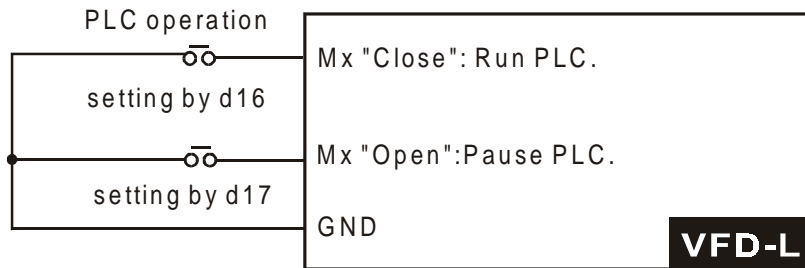 PLC operation
Mx "Close": Run PLC.
setting by d16
Mx "Open":Pause PLC.
setting by d17
GND
VFD-L